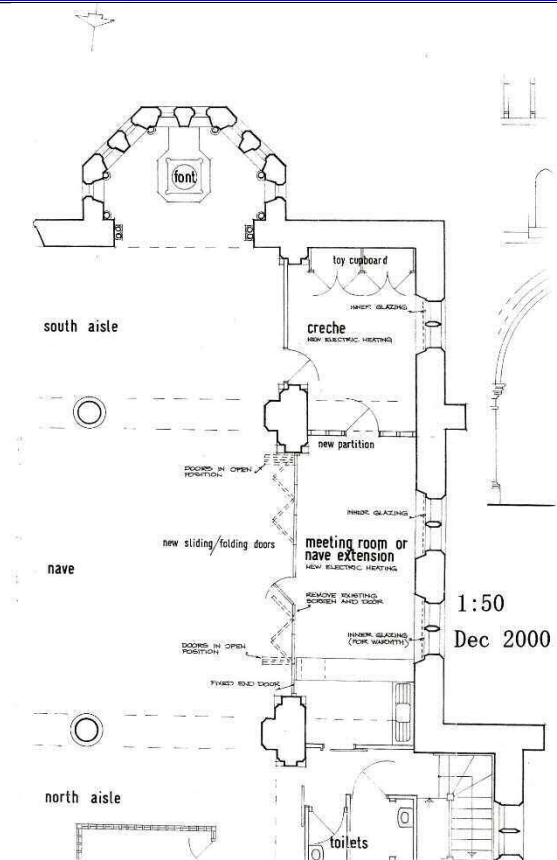 font
toy cupboard
INNER GLAZING
south aisle
creche
NEW ELECTRIC HEATING
new partition
DOORS IN OPEN
POSITION
INNER GLAZING
new sliding/folding doors
meeting room or
nave extension
NEW ELECTRIC HEATING
nave
REMOVE EXISTING
SCREEN AND DOOR
1:50
INNER GLAZING
(FOR WARMTH)
Dec 2000
DOORS IN OPEN
POSITION
FIXED END DOOR
north aisle
toilets